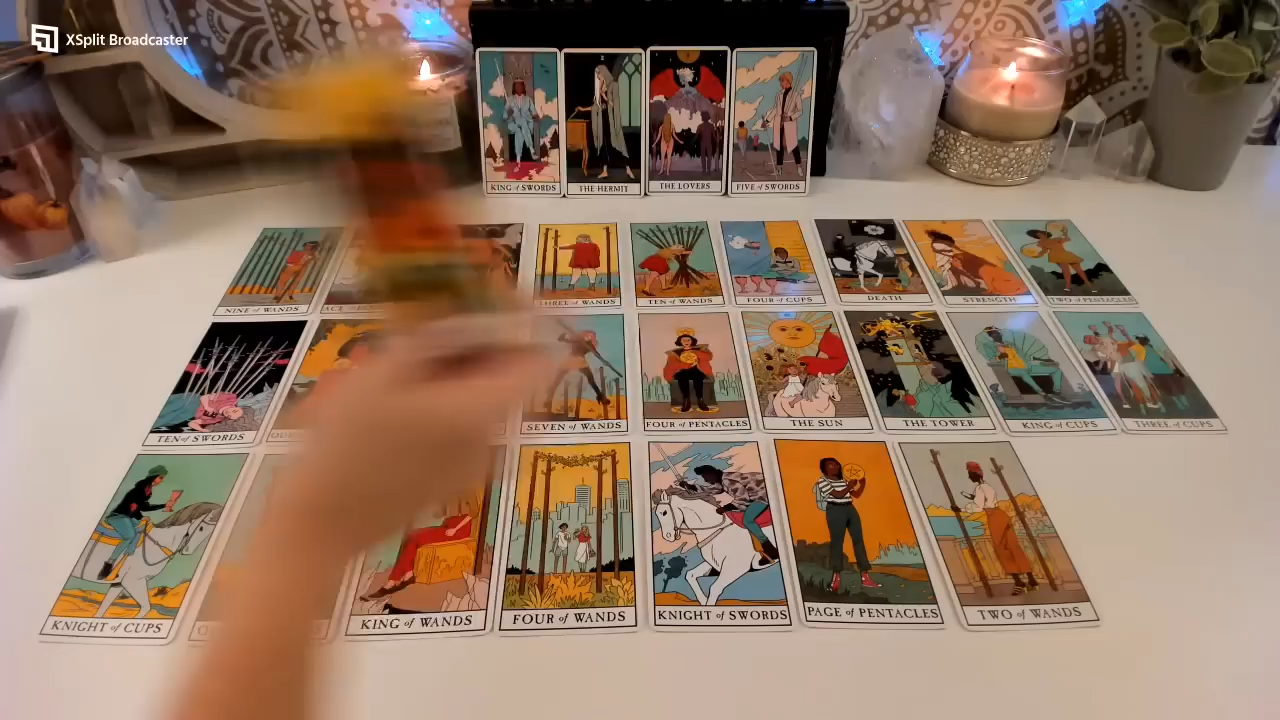 XSplit Broadcaster
KING of SWORDS
THE HERMIT
THE LOVERS
FIVE of SWORDS
NINE of WANDS
THREE of WANDS
TEN of WANDS
FOUR of CUPS
DEATH
STRENGTH
TWO of PENTACLES
TEN of SWORDS
SEVEN of WANDS
FOUR of PENTACLES
THE SUN
THE TOWER
KING of CUPS
THREE of CUPS
KNIGHT of CUPS
KING of WANDS
FOUR of WANDS
KNIGHT of SWORDS
PAGE of PENTACLES
TWO of WANDS